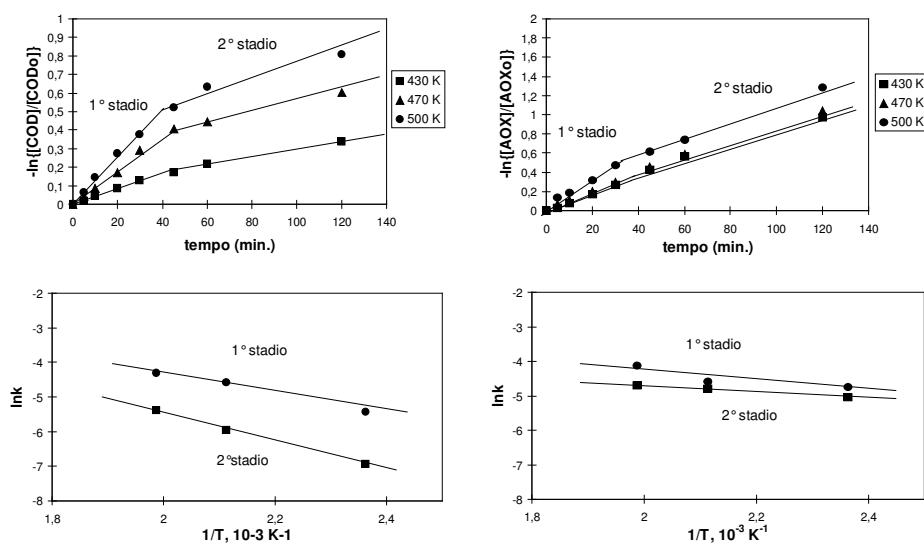 -ln{[COD]/[CODo]}
1
0,9
0,8
0,7
0,6
0,5
0,4
0,3
0,2
0,1
0
2° stadio
1° stadio
0 20 40 60 80 100 120 140
tempo (min.)
430 K
470 K
500 K
-ln{[AOX]/[AOXo]}
2
1,8
1,6
1,4
1,2
1
0,8
0,6
0,4
0,2
0
2° stadio
1° stadio
0 20 40 60 80 100 120 140
tempo (min.)
430 K
470 K
500 K
lnk
-2
-3
-4
-5
-6
-7
-8
1° stadio
2°stadio
1,8 2 2,2 2,4
1/T, 10-3 K-1
lnk
-2
-3
-4
-5
-6
-7
-8
1° stadio
2° stadio
1,8 2 2,2 2,4
1/T, 10⁻³ K⁻¹